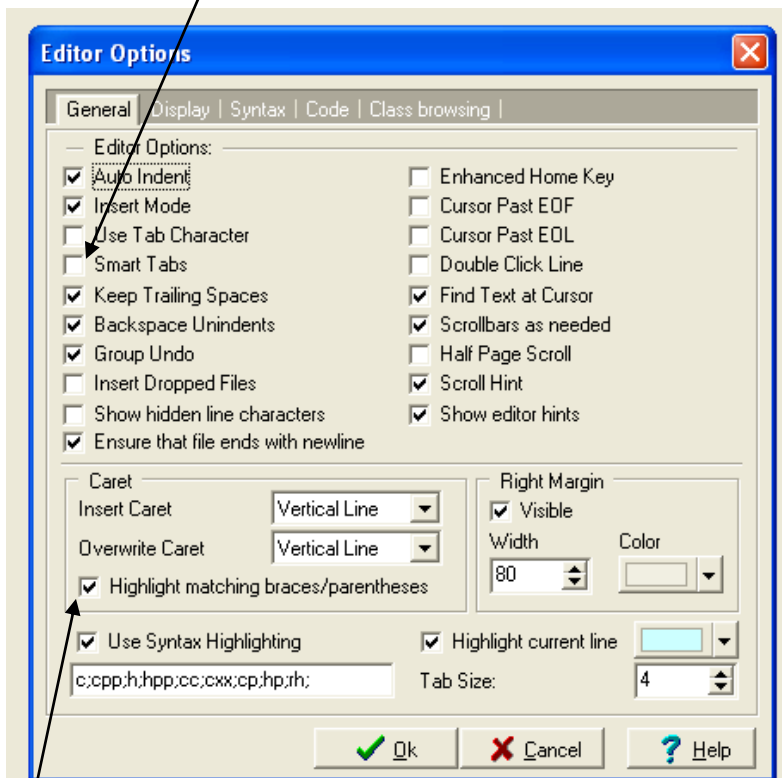 Editor Options
General | Display | Syntax | Code | Class browsing |
Editor Options:
Auto Indent
Insert Mode
Use Tab Character
Smart Tabs
Keep Trailing Spaces
Backspace Unindents
Group Undo
Insert Dropped Files
Show hidden line characters
Ensure that file ends with newline
Enhanced Home Key
Cursor Past EOF
Cursor Past EOL
Double Click Line
Find Text at Cursor
Scrollbars as needed
Half Page Scroll
Scroll Hint
Show editor hints
Caret
Insert Caret Vertical Line
Overwrite Caret Vertical Line
Highlight matching braces/parentheses
Right Margin
Visible
Width Color
80
Use Syntax Highlighting
Highlight current line
c;cpp;h;hpp;cc;cxx;cp;hp;rh;
Tab Size: 4
Ok Cancel Help